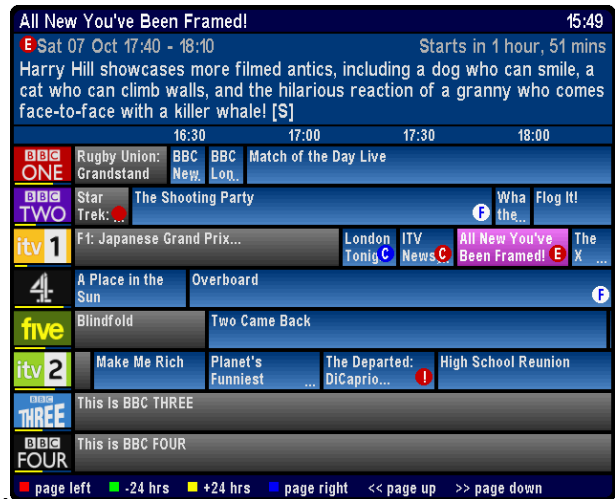 All New You've Been Framed! 15:49
E Sat 07 Oct 17:40 - 18:10 Starts in 1 hour, 51 mins
Harry Hill showcases more filmed antics, including a dog who can smile, a
cat who can climb walls, and the hilarious reaction of a granny who comes
face-to-face with a killer whale! [S]
16:30 17:00 17:30 18:00
BBC ONE
Rugby Union:
Grandstand
BBC
New..
BBC
Lon..
Match of the Day Live
BBC TWO
Star
Trek: ...
The Shooting Party
F
Wha
the...
Flog It!
itv 1
F1: Japanese Grand Prix...
London
Tonig C
ITV
News... C
All New You've
Been Framed! E
The
X ...
4
A Place in the
Sun
Overboard
F
five
Blindfold
Two Came Back
itv 2
Make Me Rich
Planet's
Funniest ...
The Departed:
DiCaprio... !
High School Reunion
BBC THREE
This Is BBC THREE
BBC FOUR
This is BBC FOUR
page left -24 hrs +24 hrs page right << page up >> page down